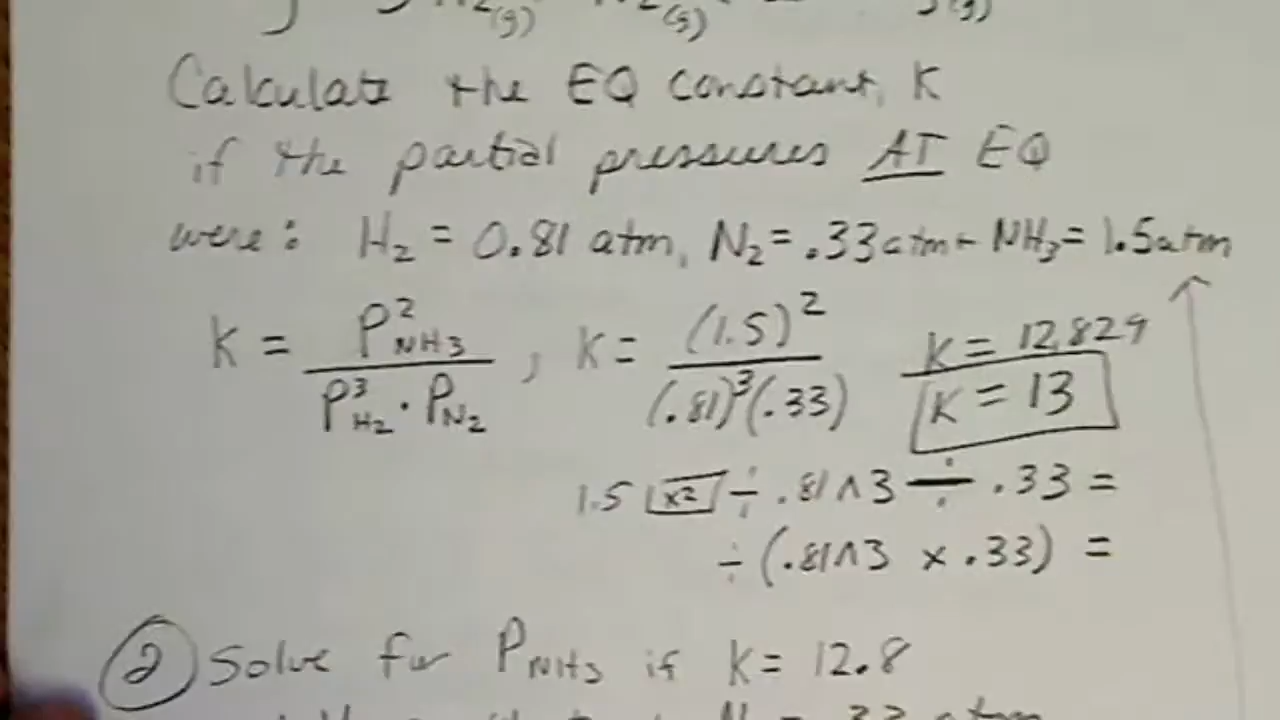 Calculate the EQ constant, K
if the partial pressures AT EQ
were: H₂ = 0.81 atm, N₂ = .33 atm + NH₃ = 1.5 atm
K = P²NH₃ / P³H₂ · PN₂ , K = (1.5)² / (.81)³(.33) K = 12.829
K = 13
1.5 x² ÷ .81^3 ÷ .33 =
÷ (.81^3 x .33) =
② Solve for PNH₃ if K = 12.8